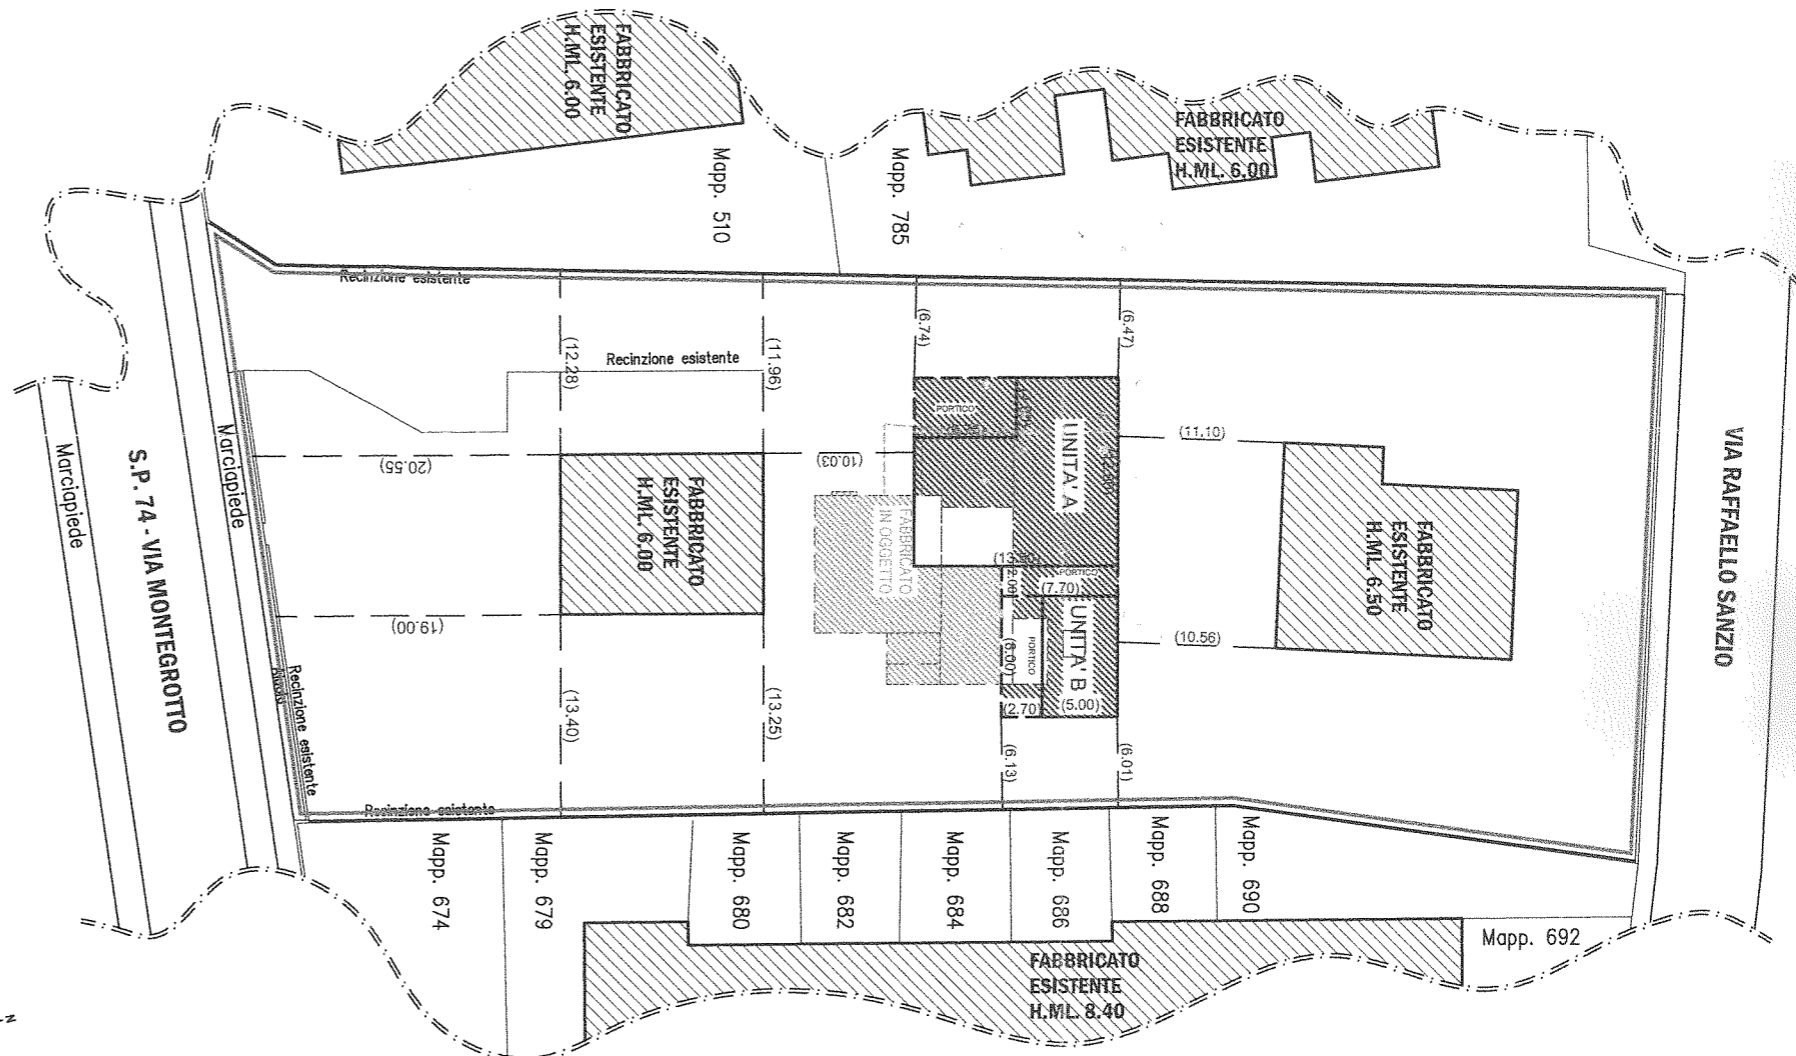 FABBRICATO
ESISTENTE
H.ML. 6.00
FABBRICATO
ESISTENTE
H.ML. 6.00
Mapp. 510
Mapp. 785
Recinzione esistente
Recinzione esistente
(12.28)
(11.96)
(6.74)
(6.47)
(20.55)
(10.03)
(11.10)
(19.00)
(10.56)
(13.40)
(13.25)
(6.13)
(6.01)
PORTICO
UNITA' A
PORTICO
(7.70)
2.00
(8.00)
PORTICO
UNITA' B
(2.70)
(5.00)
FABBRICATO
IN OGGETTO
FABBRICATO
ESISTENTE
H.ML. 6.00
FABBRICATO
ESISTENTE
H.ML. 6.50
VIA RAFFAELLO SANZIO
S.P. 74 - VIA MONTEGROTTO
Marciapiede
Marciapiede
Recinzione esistente
Recinzione esistente
Mapp. 674
Mapp. 679
Mapp. 680
Mapp. 682
Mapp. 684
Mapp. 686
Mapp. 688
Mapp. 690
Mapp. 692
FABBRICATO
ESISTENTE
H.ML. 8.40
N